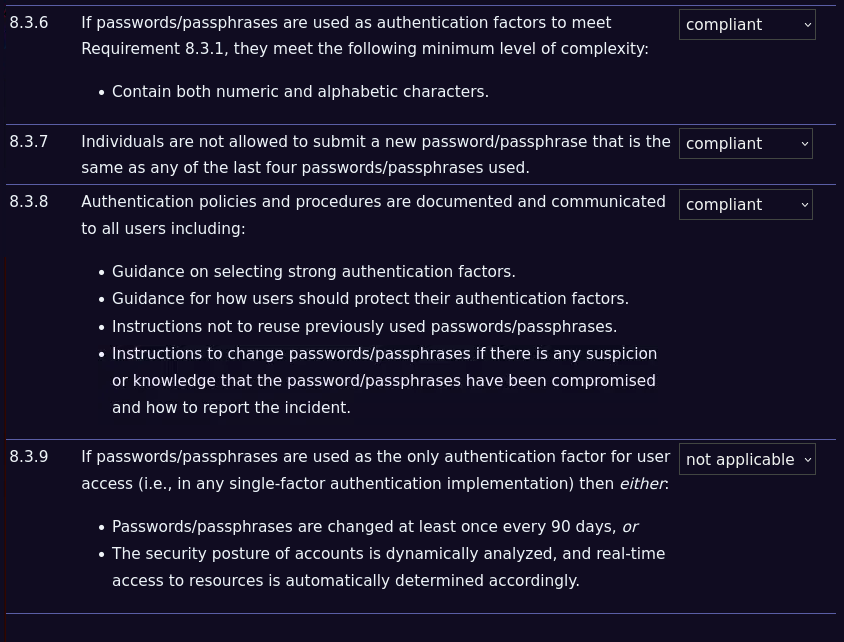 8.3.6 If passwords/passphrases are used as authentication factors to meet compliant
Requirement 8.3.1, they meet the following minimum level of complexity:
• Contain both numeric and alphabetic characters.
8.3.7 Individuals are not allowed to submit a new password/passphrase that is the compliant
same as any of the last four passwords/passphrases used.
8.3.8 Authentication policies and procedures are documented and communicated compliant
to all users including:
• Guidance on selecting strong authentication factors.
• Guidance for how users should protect their authentication factors.
• Instructions not to reuse previously used passwords/passphrases.
• Instructions to change passwords/passphrases if there is any suspicion
or knowledge that the password/passphrases have been compromised
and how to report the incident.
8.3.9 If passwords/passphrases are used as the only authentication factor for user not applicable
access (i.e., in any single-factor authentication implementation) then either:
• Passwords/passphrases are changed at least once every 90 days, or
• The security posture of accounts is dynamically analyzed, and real-time
access to resources is automatically determined accordingly.